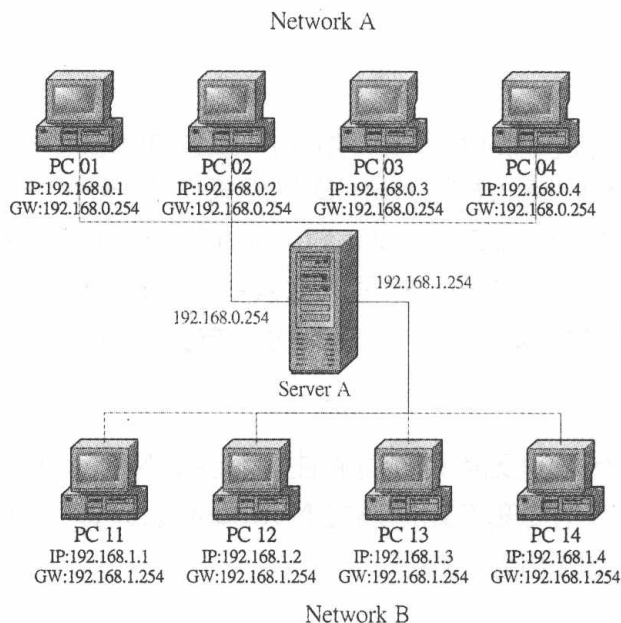 Network A
PC 01 PC 02 PC 03 PC 04
IP:192.168.0.1 IP:192.168.0.2 IP:192.168.0.3 IP:192.168.0.4
GW:192.168.0.254 GW:192.168.0.254 GW:192.168.0.254 GW:192.168.0.254
192.168.1.254
192.168.0.254
Server A
PC 11 PC 12 PC 13 PC 14
IP:192.168.1.1 IP:192.168.1.2 IP:192.168.1.3 IP:192.168.1.4
GW:192.168.1.254 GW:192.168.1.254 GW:192.168.1.254 GW:192.168.1.254
Network B